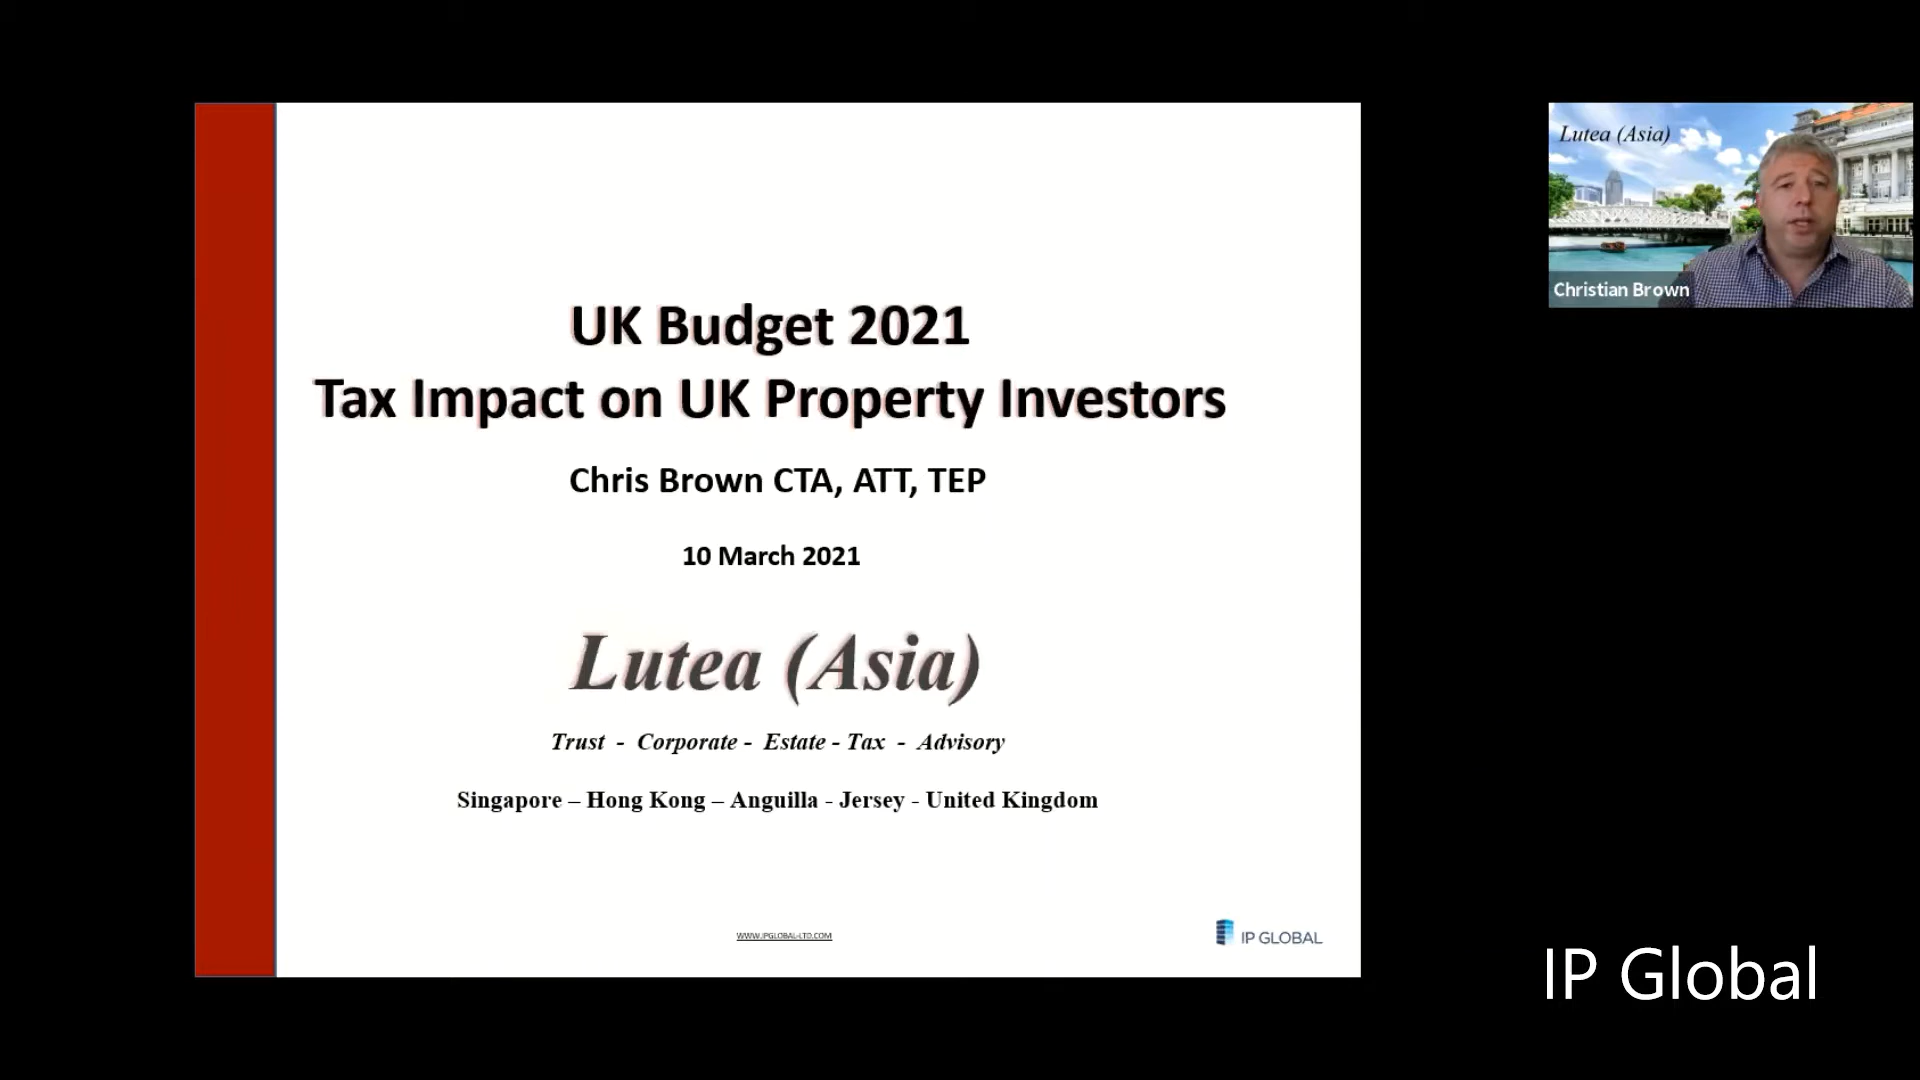 UK Budget 2021
Tax Impact on UK Property Investors
Chris Brown CTA, ATT, TEP
10 March 2021
Lutea (Asia)
Trust - Corporate - Estate - Tax - Advisory
Singapore – Hong Kong – Anguilla - Jersey - United Kingdom
WWW.IPGLOBAL-LTD.COM
IP GLOBAL
Lutea (Asia)
Christian Brown
IP Global